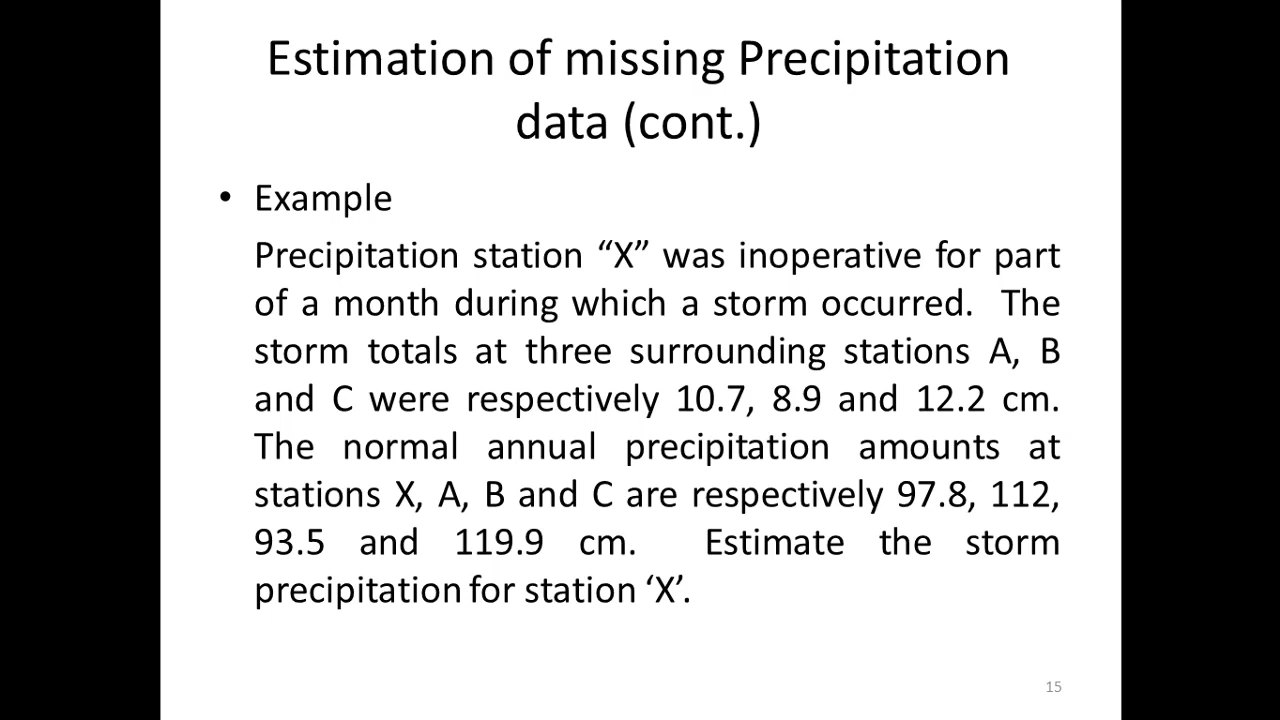 Estimation of missing Precipitation
data (cont.)
• Example
Precipitation station “X” was inoperative for part
of a month during which a storm occurred.  The
storm totals at three surrounding stations A, B
and C were respectively 10.7, 8.9 and 12.2 cm.
The normal annual precipitation amounts at
stations X, A, B and C are respectively 97.8, 112,
93.5 and 119.9 cm.  Estimate the storm
precipitation for station ‘X’.
15